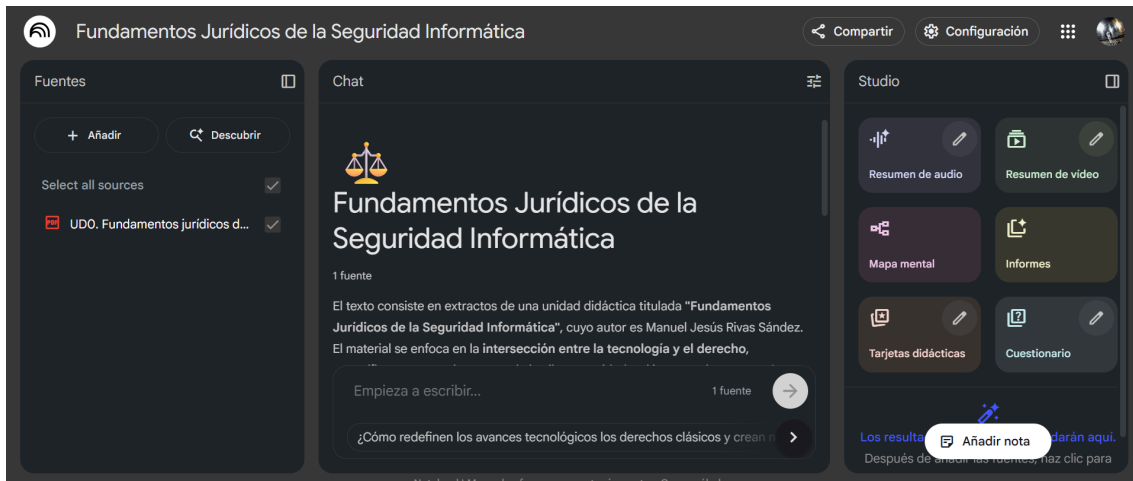 Fundamentos Jurídicos de la Seguridad Informática
Compartir
Configuración
Fuentes
Añadir
Descubrir
Select all sources
PDF
UD0. Fundamentos jurídicos d...
Chat
Fundamentos Jurídicos de la
Seguridad Informática
1 fuente
El texto consiste en extractos de una unidad didáctica titulada "Fundamentos
Jurídicos de la Seguridad Informática", cuyo autor es Manuel Jesús Rivas Sández.
El material se enfoca en la intersección entre la tecnología y el derecho,
Empieza a escribir...
1 fuente
¿Cómo redefinen los avances tecnológicos los derechos clásicos y crean
Studio
Resumen de audio
Resumen de vídeo
Mapa mental
Informes
Tarjetas didácticas
Cuestionario
Los
darán aquí.
Añadir nota
Después de
haz clic para